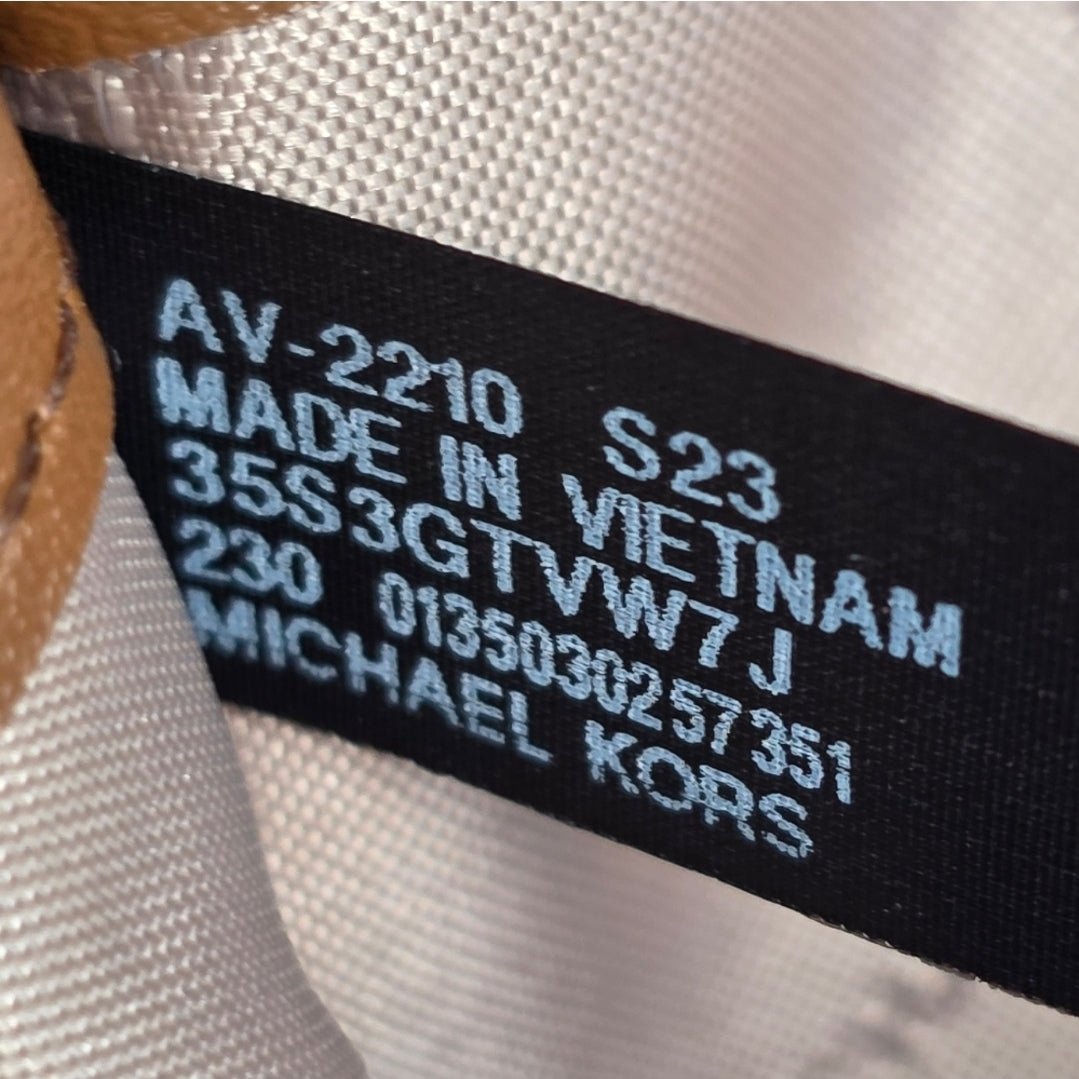 AV-2210 S23
MADE IN VIETNAM
35S3GTVW7J
230 0135030257351
MICHAEL KORS